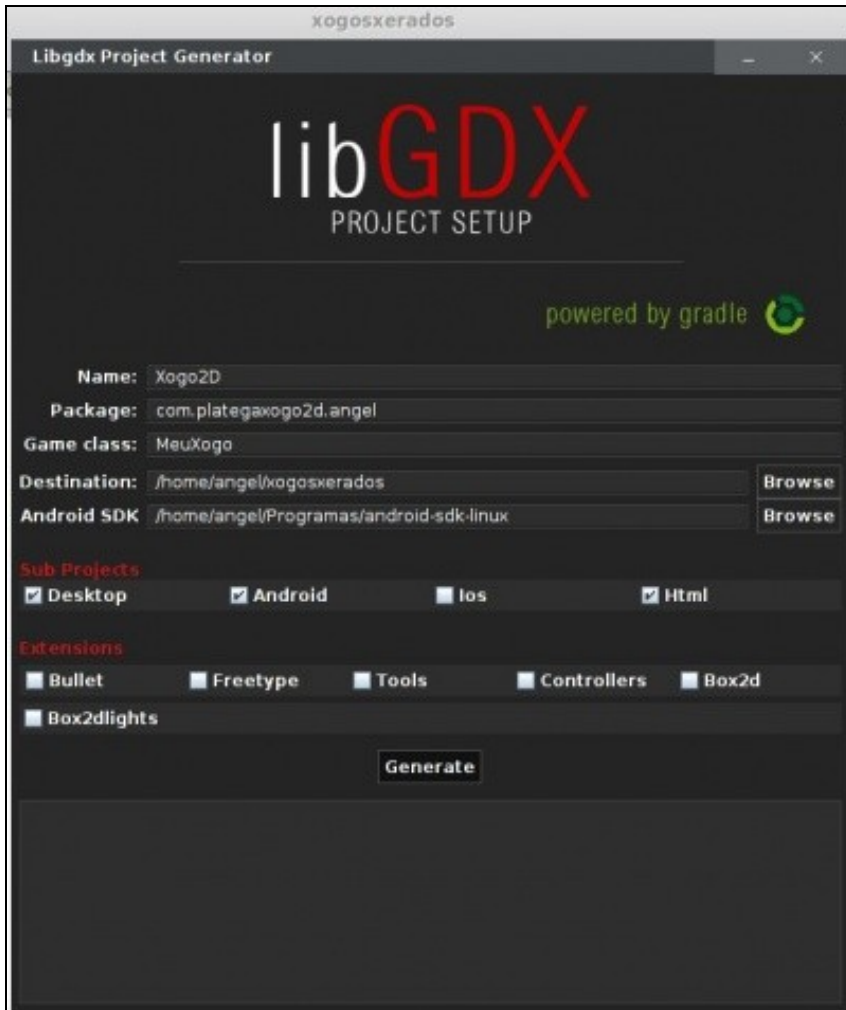 xogosxerados
Libgdx Project Generator
libGDX
PROJECT SETUP
powered by gradle
Name: Xogo2D
Package: com.plategaxogo2d.angel
Game class: MeuXogo
Destination: /home/angel/xogosxerados Browse
Android SDK /home/angel/Programas/android-sdk-linux Browse
Sub Projects
Desktop Android Ios Html
Extensions
Bullet Freetype Tools Controllers Box2d
Box2dlights
Generate